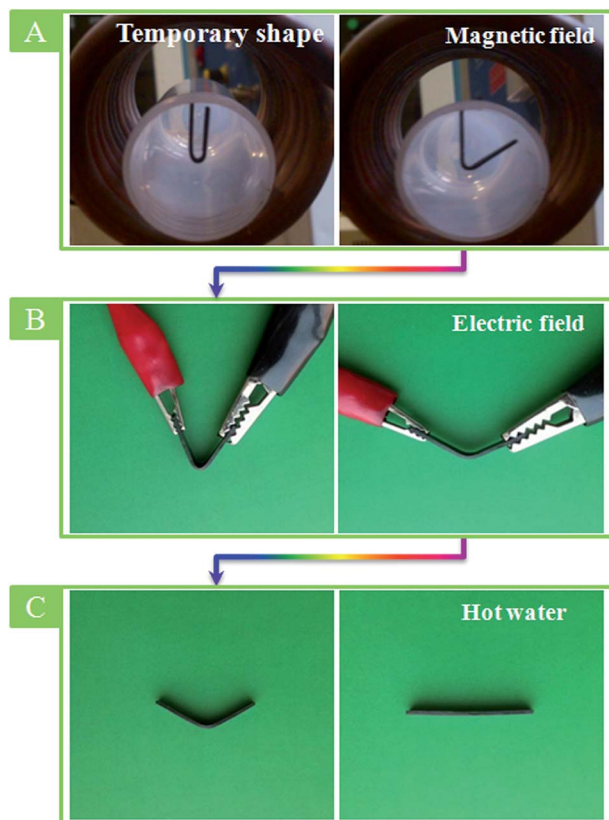 A
Temporary shape
Magnetic field
B
Electric field
C
Hot water